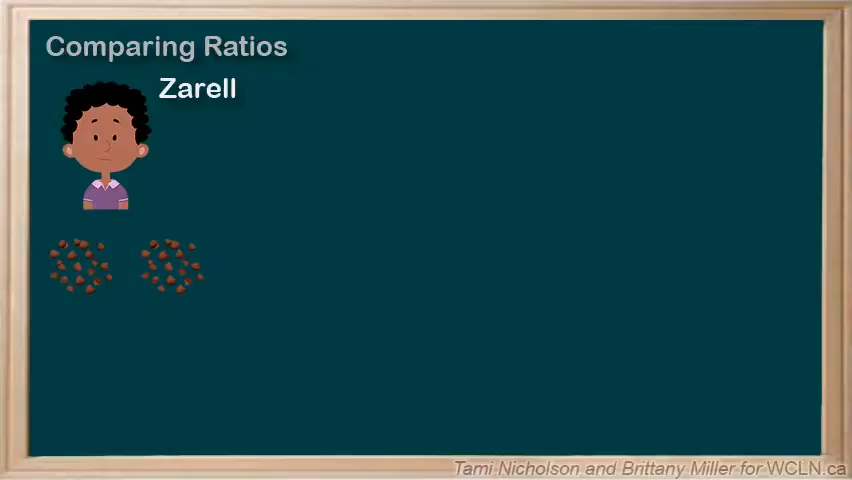 Comparing Ratios
Zarell
Tami Nicholson and Brittany Miller for WCLN.ca